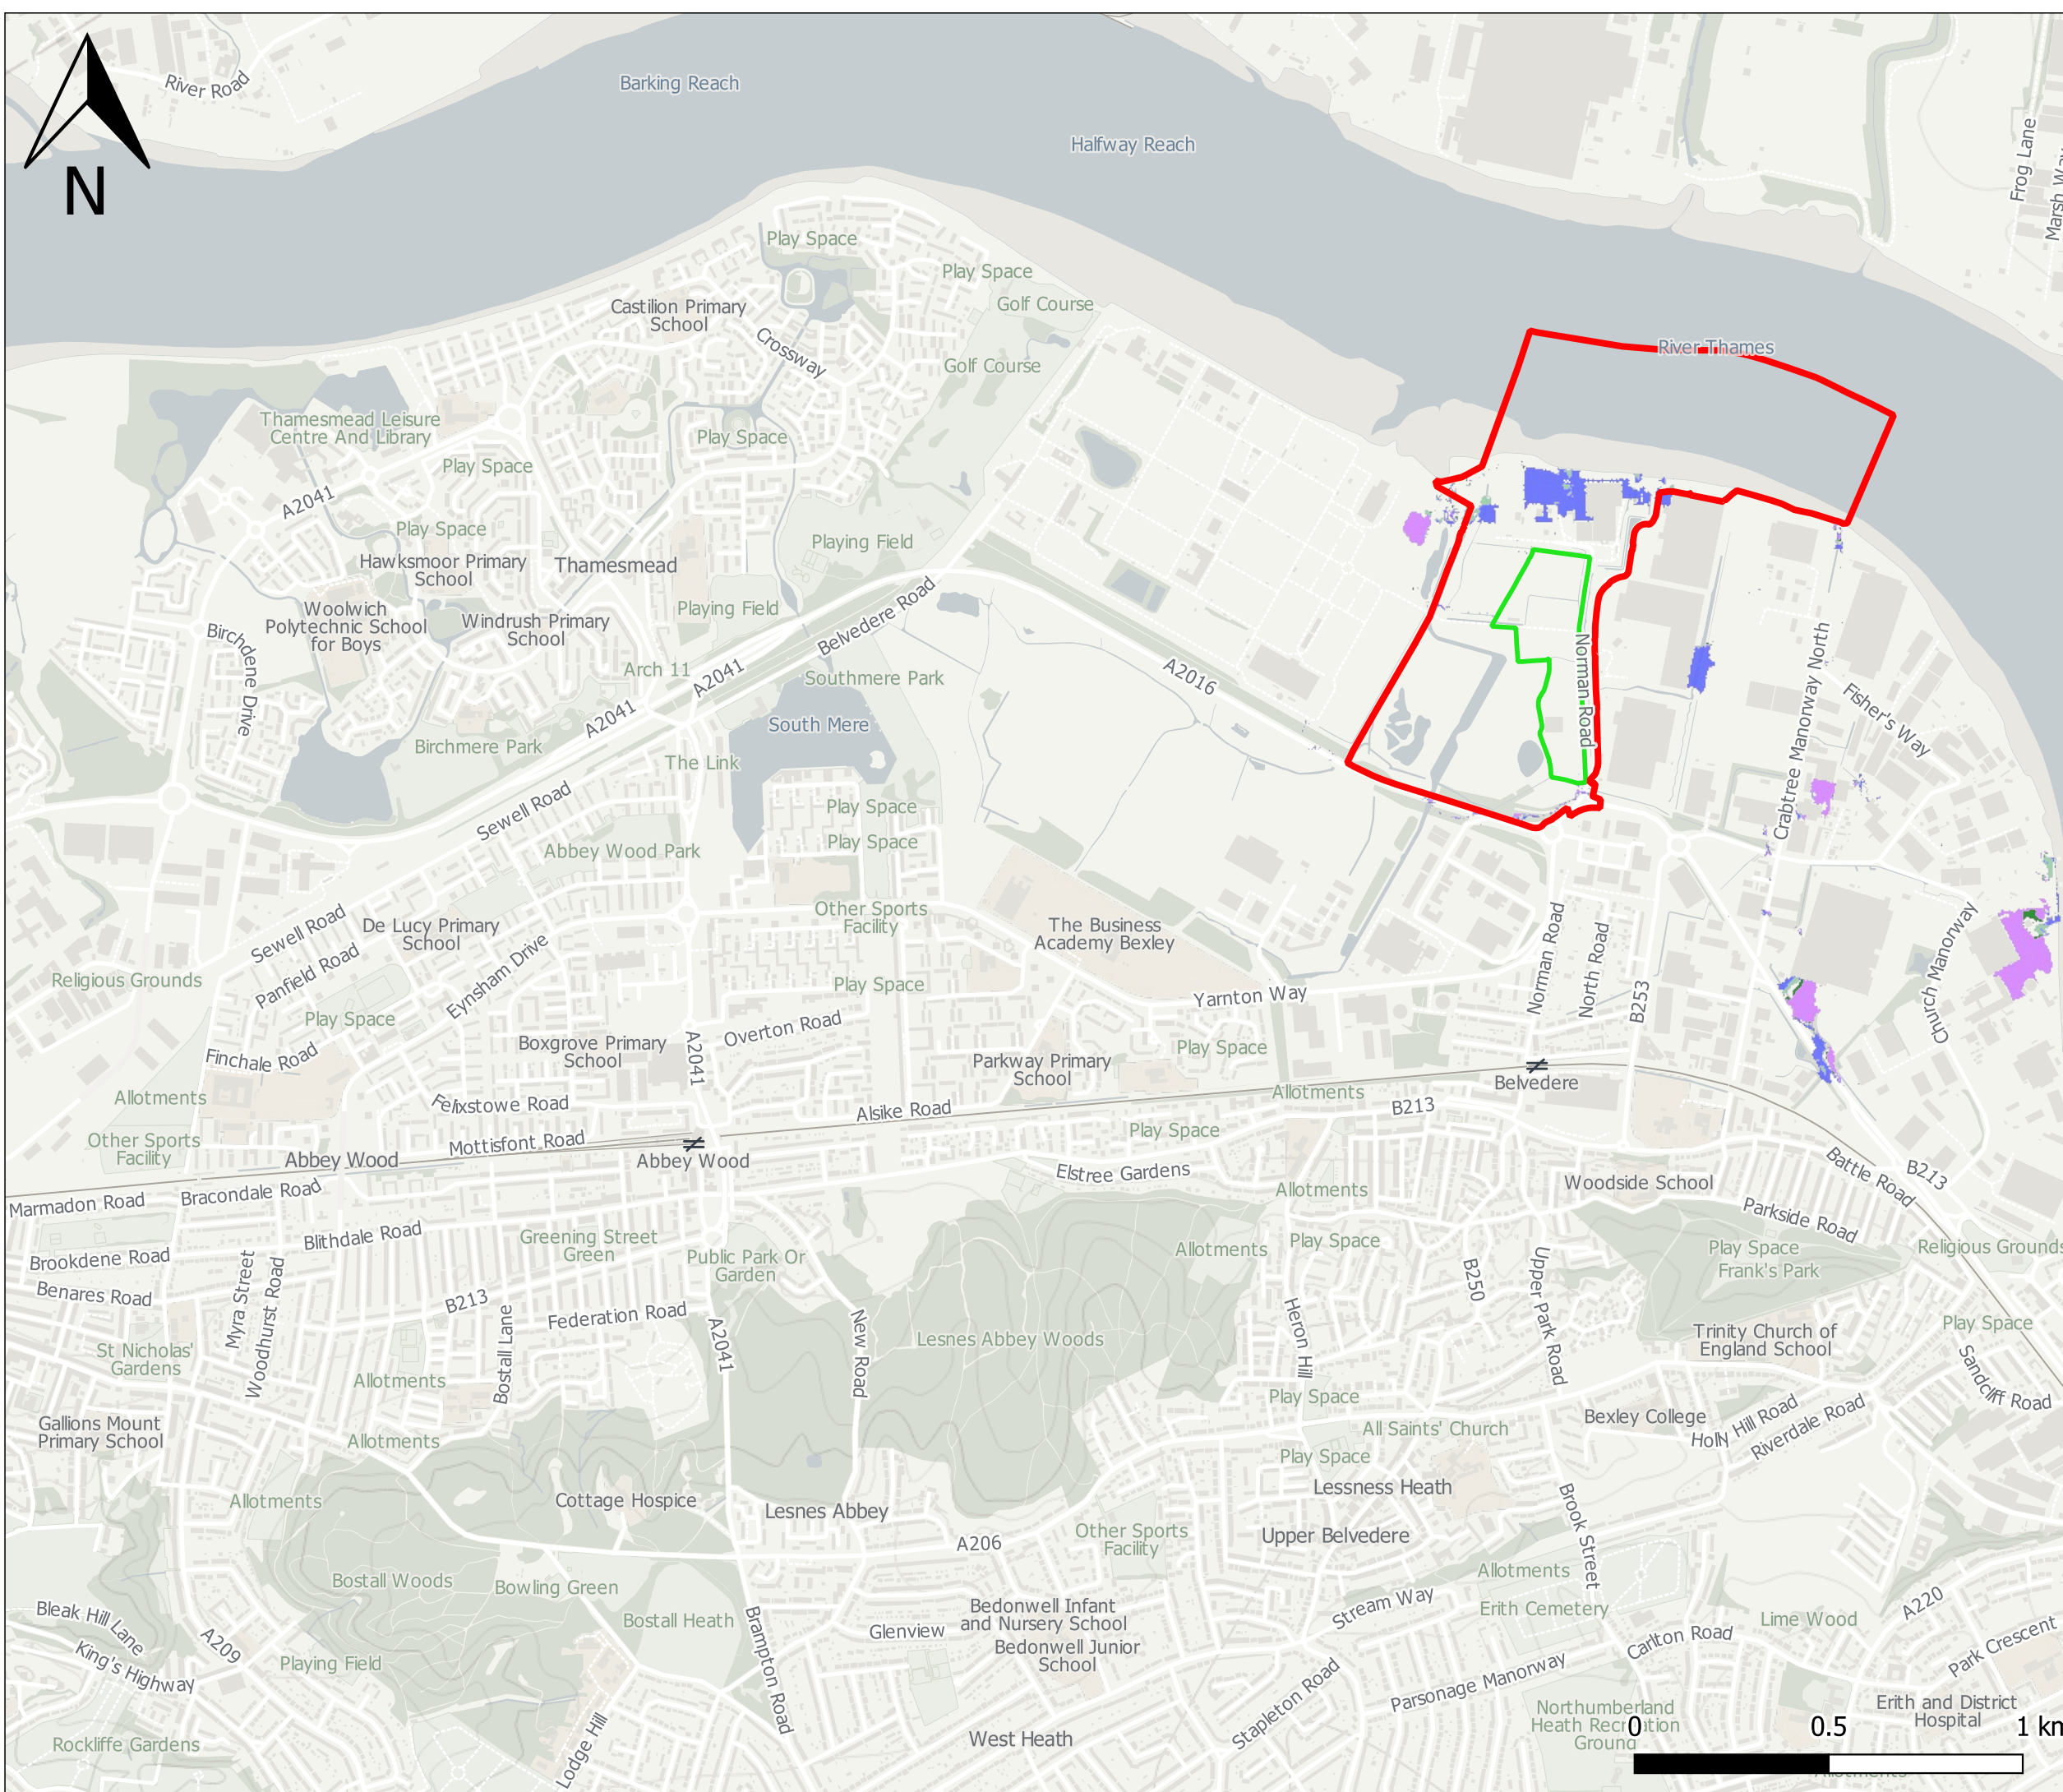 River Road
Barking Reach
Halfway Reach
Frog Lane
N
Play Space
Play Space
Golf Course
Castilion Primary
School
Crossway
Golf Course
River Thames
Thamesmead Leisure
Centre And Library
Play Space
Play Space
A2041
Play Space
Playing Field
Hawksmoor Primary
School
Thamesmead
Woolwich
Polytechnic School
for Boys
Windrush Primary
School
Playing Field
Belvedere Road
Birchdene Drive
Arch 11
A2041
Southmere Park
A2016
Norman Road
Crabtree Manorway North
Fisher's Way
A2041
South Mere
Birchmere Park
The Link
Sewell Road
Play Space
Play Space
Abbey Wood Park
Sewell Road
De Lucy Primary
School
Other Sports
Facility
The Business
Academy Bexley
Church Manorway
Panfield Road
Eynsham Drive
Religious Grounds
Play Space
Play Space
Yarnton Way
Norman Road
North Road
B253
Overton Road
Finchale Road
Boxgrove Primary
School
A2041
Parkway Primary
School
Play Space
Belvedere
Allotments
Allotments
Felixstowe Road
Alsike Road
B213
Other Sports
Facility
Mottisfont Road
Play Space
Abbey Wood
Abbey Wood
Elstree Gardens
Woodside School
Battle Road
B213
Marmadon Road
Bracondale Road
Allotments
Parkside Road
Blithdale Road
Greening Street
Green
Public Park Or
Garden
Allotments
Play Space
Play Space
Frank's Park
Religious Grounds
Brookdene Road
Benares Road
Myra Street
Woodhurst Road
B213
Bostall Lane
Federation Road
A2041
New Road
Lesnes Abbey Woods
Heron Hill
B250
Upper Park Road
Trinity Church of
England School
Play Space
St Nicholas'
Gardens
Allotments
Play Space
Sandcliff Road
Gallions Mount
Primary School
Allotments
All Saints' Church
Bexley College
Holly Hill Road
Riverdale Road
Play Space
Allotments
Cottage Hospice
Lesnes Abbey
Lessness Heath
Brook Street
Other Sports
Facility
Upper Belvedere
A206
Bostall Woods
Bowling Green
Allotments
Bleak Hill Lane
A209
Bostall Heath
Brampton Road
Glenview
Bedonwell Infant
and Nursery School
Stream Way
Erith Cemetery
Lime Wood
A220
King's Highway
Playing Field
Bedonwell Junior
School
Carlton Road
Park Crescent
Stapleton Road
Parsonage Manorway
Rockliffe Gardens
Lodge Hill
West Heath
Northumberland
Heath Recreation
Ground
Erith and District
Hospital
0 0.5 1 km
Allotments